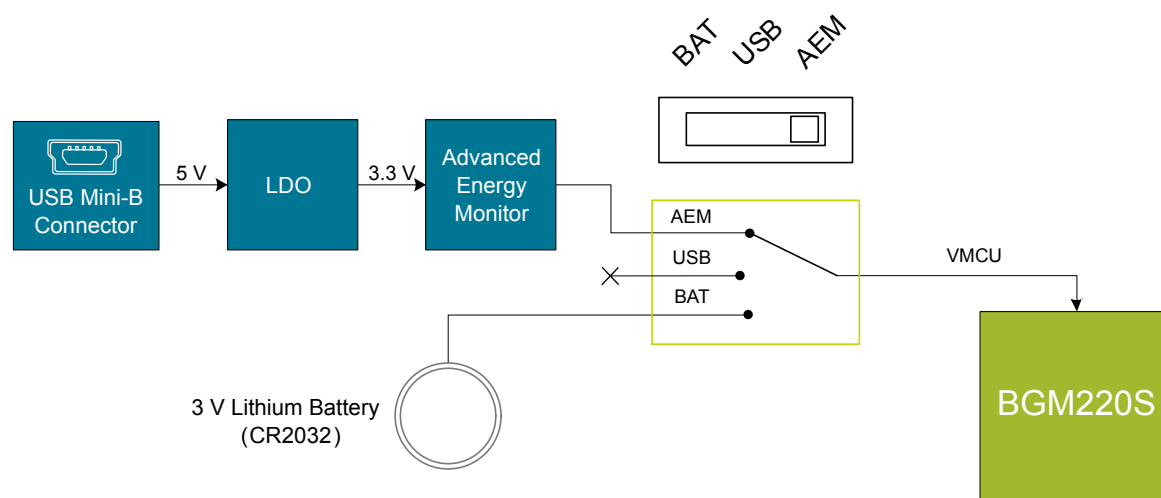 BAT
USB
AEM
USB Mini-B
Connector
5 V
LDO
3.3 V
Advanced
Energy
Monitor
AEM
USB
BAT
VMCU
3 V Lithium Battery
(CR2032)
BGM220S